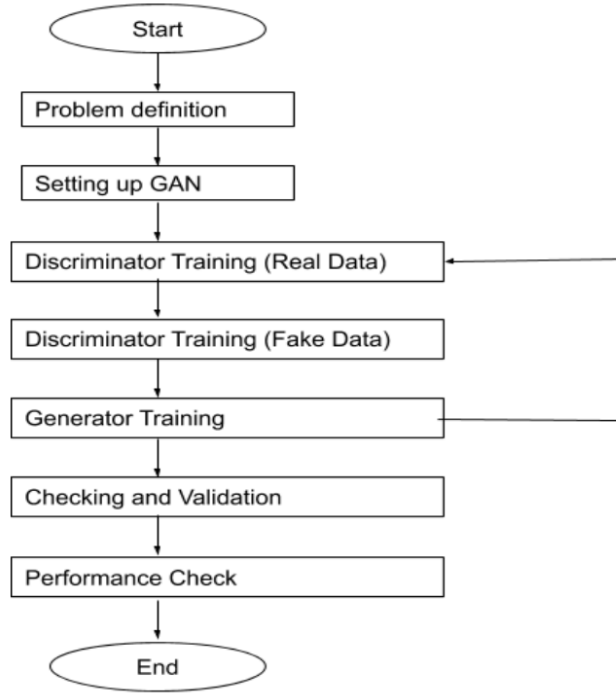 Start
Problem definition
Setting up GAN
Discriminator Training (Real Data)
Discriminator Training (Fake Data)
Generator Training
Checking and Validation
Performance Check
End